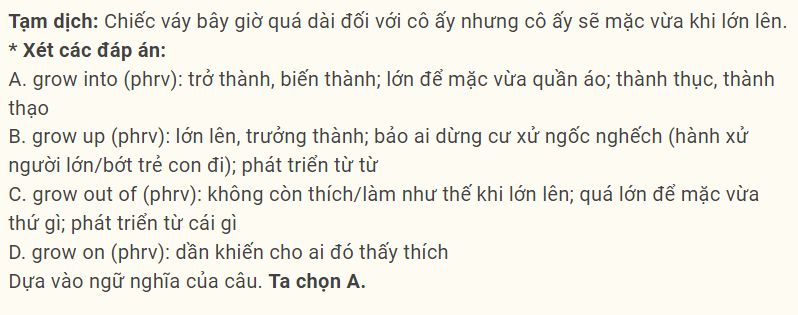 Tạm dịch: Chiếc váy bây giờ quá dài đối với cô ấy nhưng cô ấy sẽ mặc vừa khi lớn lên.
* Xét các đáp án:
A. grow into (phrv): trở thành, biến thành; lớn để mặc vừa quần áo; thành thục, thành
thạo
B. grow up (phrv): lớn lên, trưởng thành; bảo ai dừng cư xử ngốc nghếch (hành xử
người lớn/bớt trẻ con đi); phát triển từ từ
C. grow out of (phrv): không còn thích/làm như thế khi lớn lên; quá lớn để mặc vừa
thứ gì; phát triển từ cái gì
D. grow on (phrv): dần khiến cho ai đó thấy thích
Dựa vào ngữ nghĩa của câu. Ta chọn A.